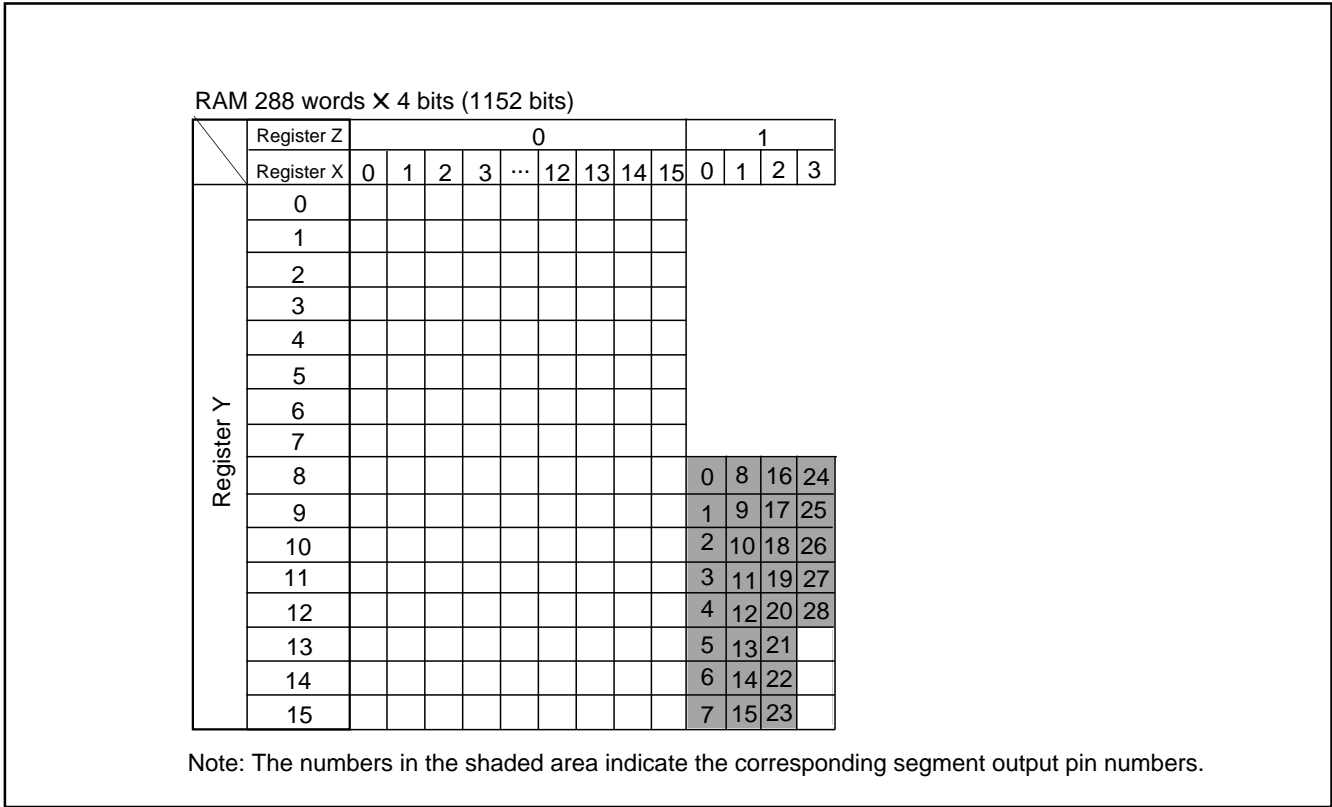 RAM 288 words X 4 bits (1152 bits)
Register Z 0 1
Register X 0 1 2 3 ... 12 13 14 15 0 1 2 3
Register Y
0
1
2
3
4
5
6
7
8 0 8 16 24
9 1 9 17 25
10 2 10 18 26
11 3 11 19 27
12 4 12 20 28
13 5 13 21
14 6 14 22
15 7 15 23
Note: The numbers in the shaded area indicate the corresponding segment output pin numbers.